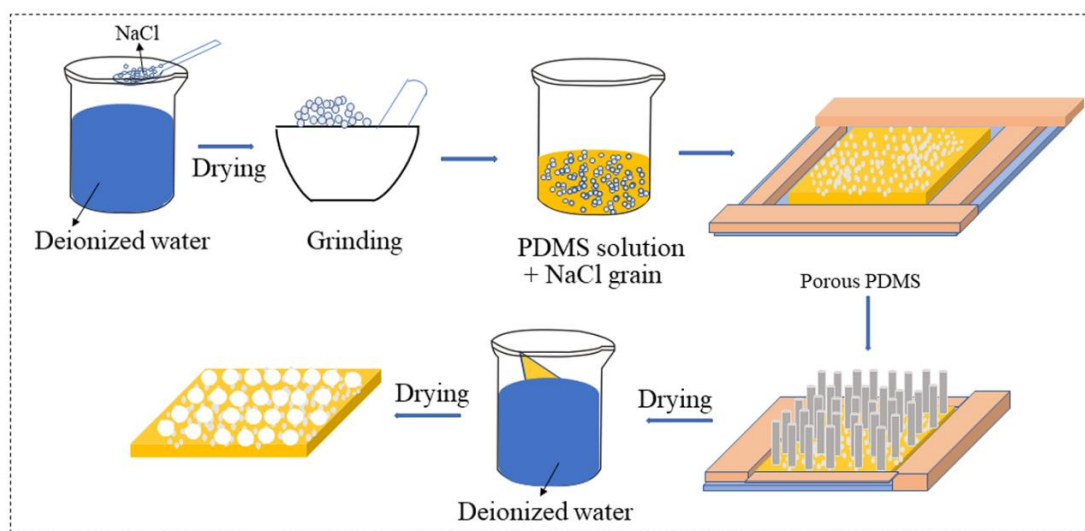 NaCl
Drying
Deionized water
Grinding
PDMS solution
+ NaCl grain
Porous PDMS
Drying
Drying
Deionized water